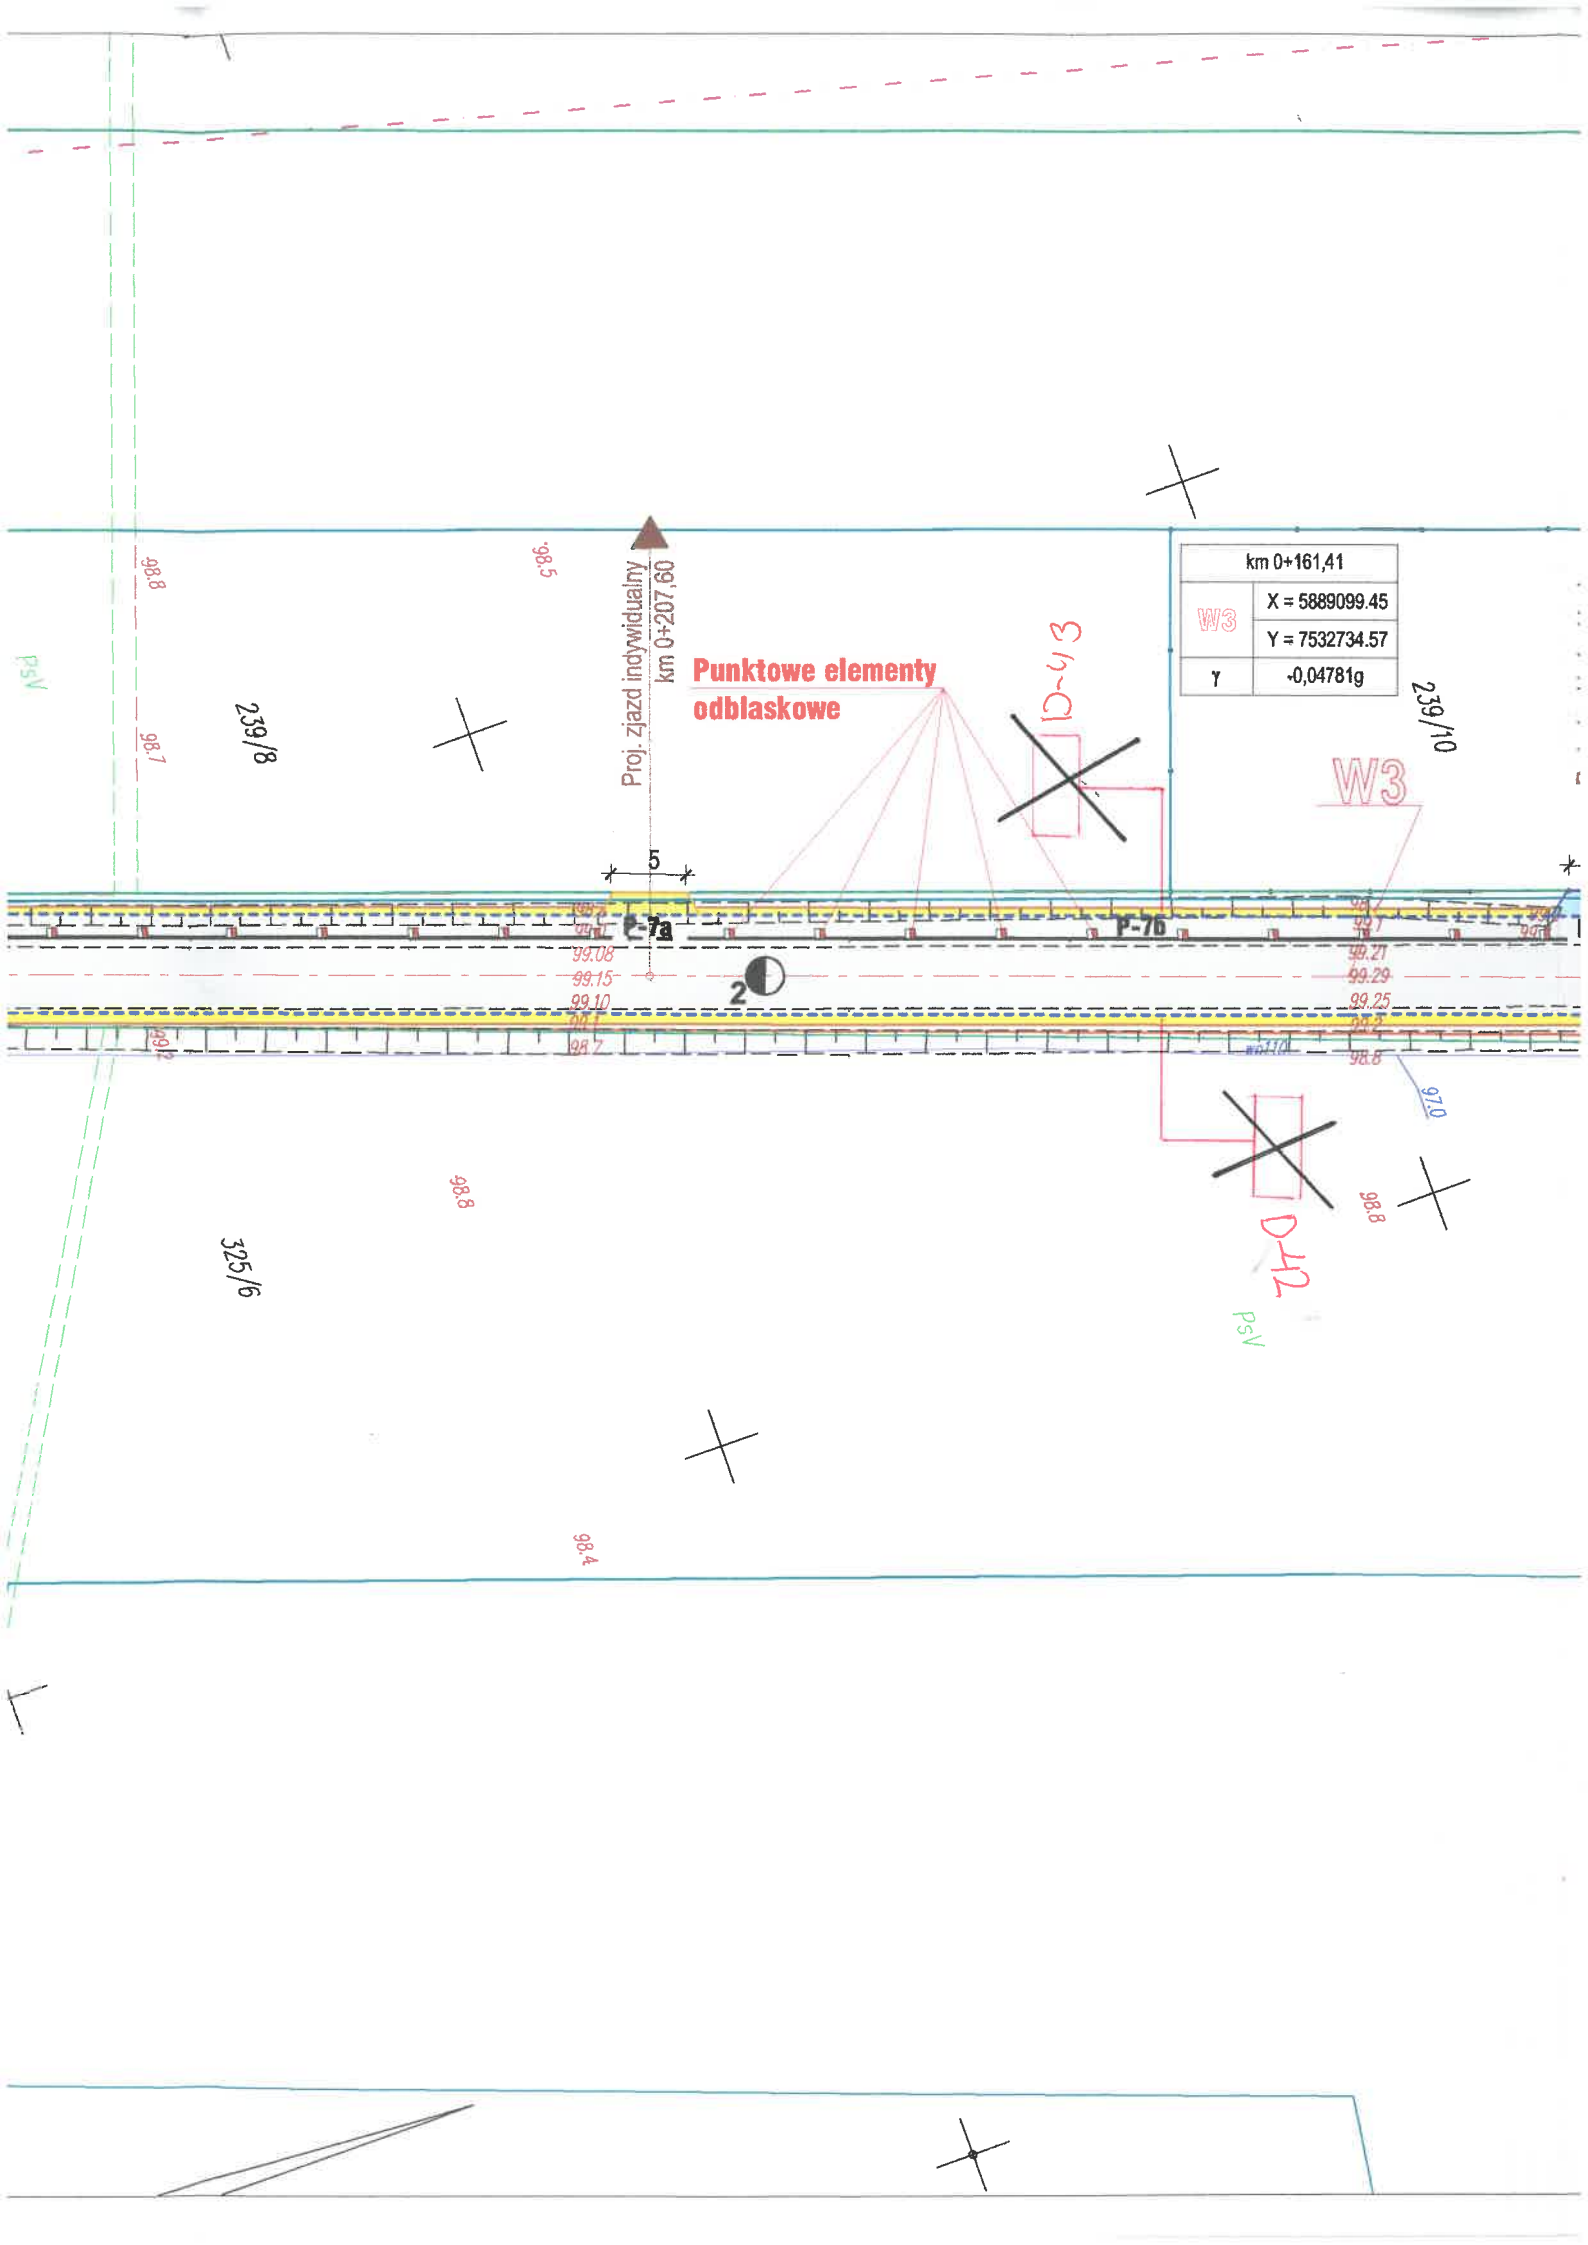 km 0+161,41
W3
X = 5889099.45
Y = 7532734.57
γ
-0,04781g
98.8
98.5
Proj. zjazd indywidualny
km 0+207,60
Punktowe elementy
odblaskowe
D-43
psV
239/8
98.7
239/10
W3
5
P-7a
P-7b
99.08
99.15
99.10
98.7
2
99.21
99.29
99.25
99.2
98.8
wp110
97.0
98.8
98.8
D-42
325/6
psV
98.4